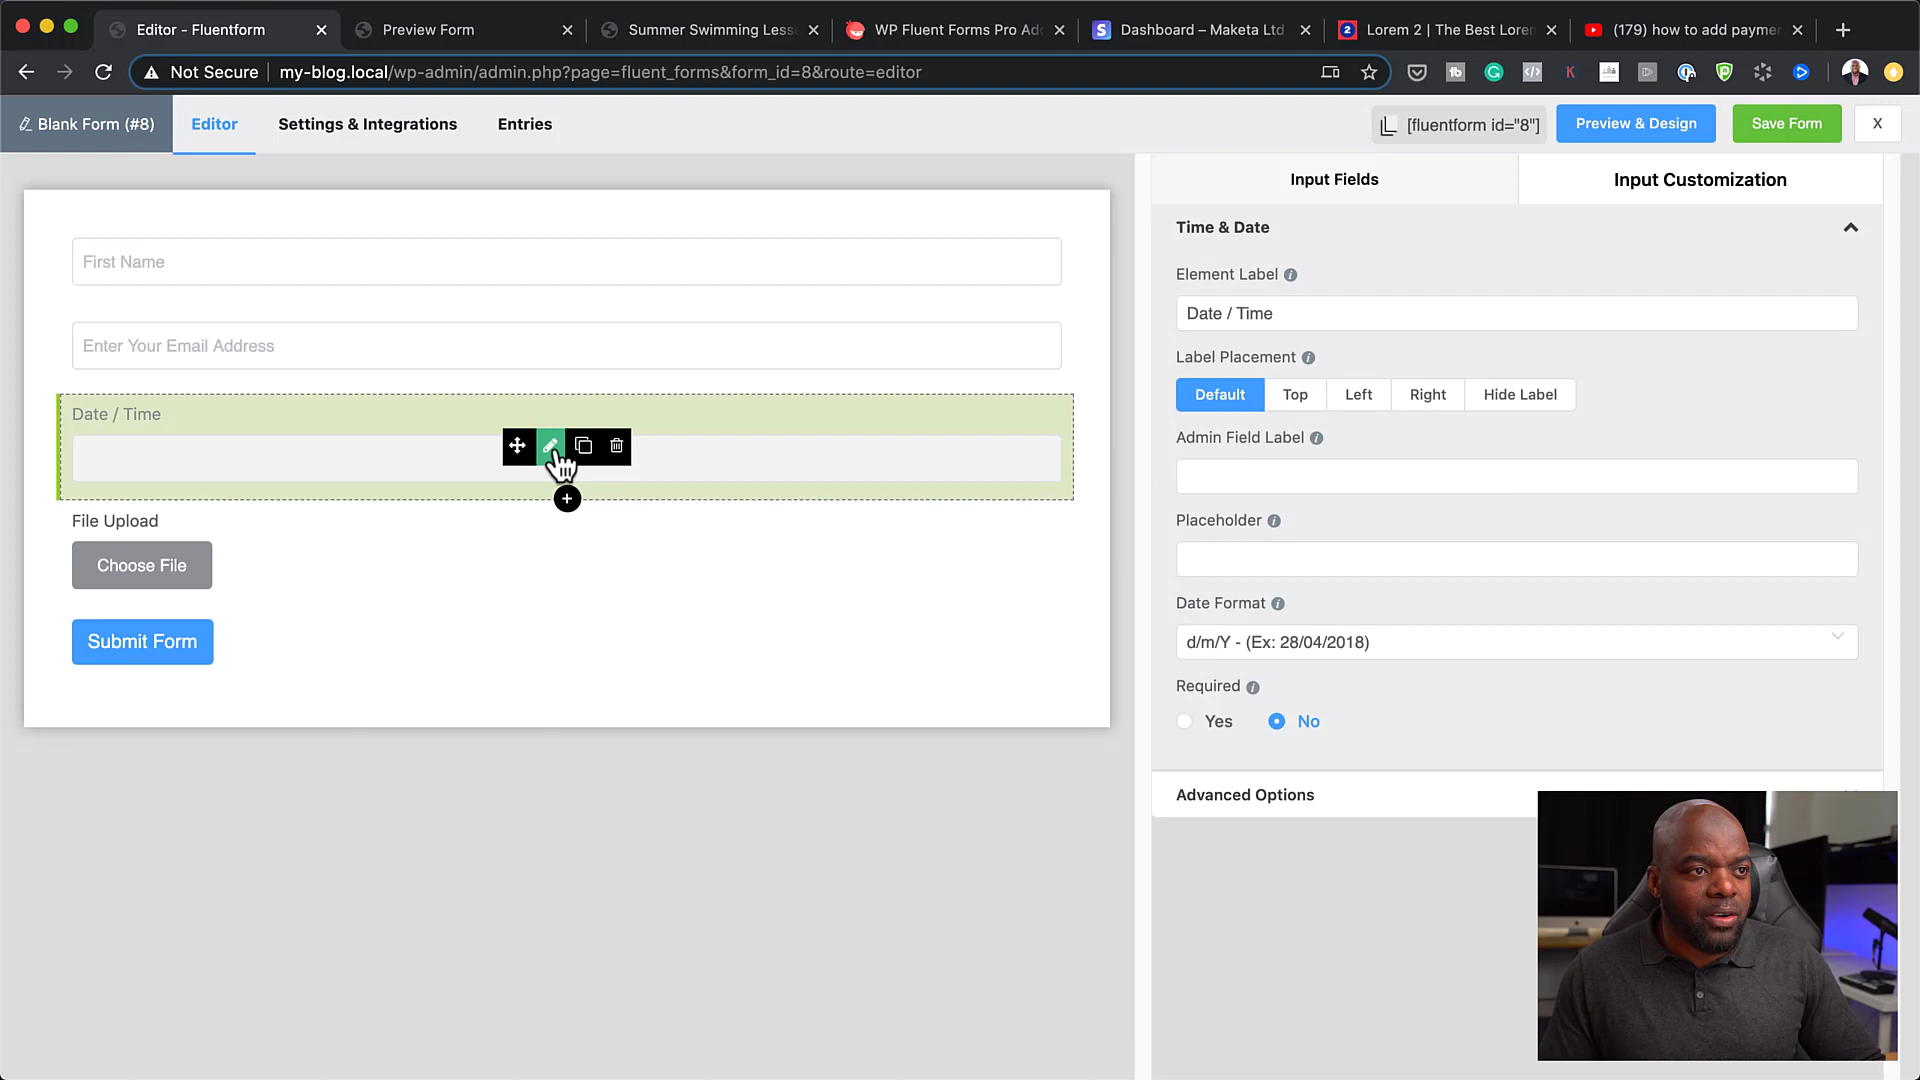 Editor - Fluentform
Preview Form
Summer Swimming Less
WP Fluent Forms Pro Add
Dashboard – Maketa Ltd
2 Lorem 2 | The Best Loren
(179) how to add paymen
Not Secure my-blog.local/wp-admin/admin.php?page=fluent_forms&form_id=8&route=editor
Blank Form (#8)
Editor
Settings & Integrations
Entries
[fluentform id="8"]
Preview & Design
Save Form
X
First Name
Enter Your Email Address
Date / Time
File Upload
Choose File
Submit Form
Input Fields
Input Customization
Time & Date
Element Label
Date / Time
Label Placement
Default Top Left Right Hide Label
Admin Field Label
Placeholder
Date Format
d/m/Y - (Ex: 28/04/2018)
Required
Yes No
Advanced Options